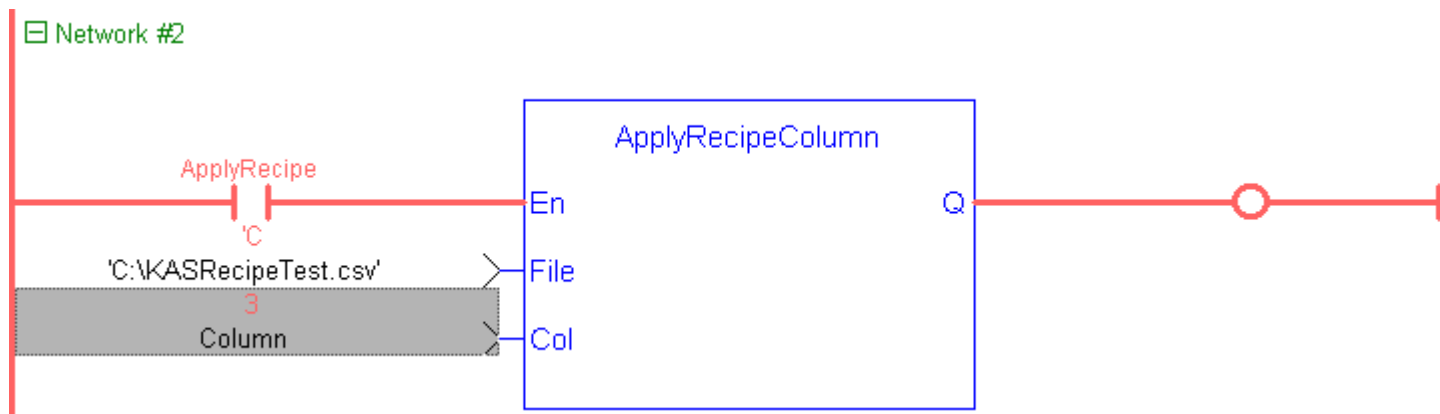 Network #2
ApplyRecipeColumn
ApplyRecipe
En
Q
'C
'C:\KASRecipeTest.csv'
File
3
Column
Col